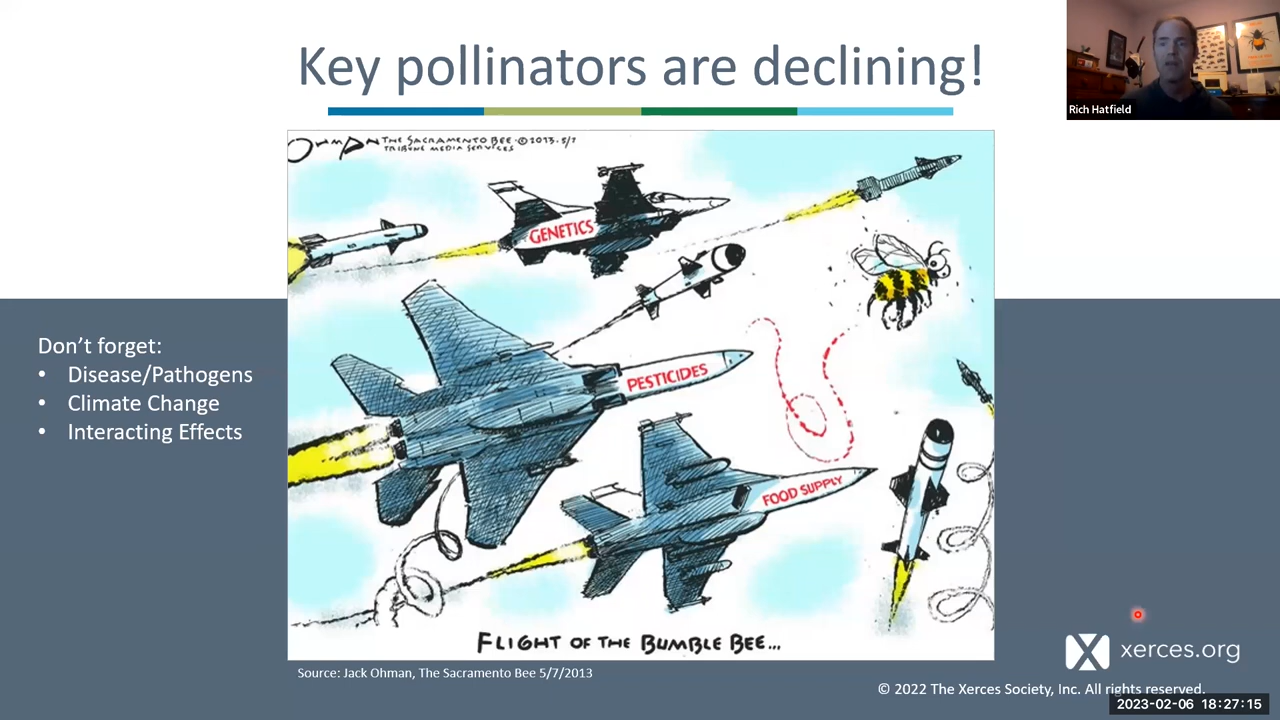 Key pollinators are declining!
Rich Hatfield
OHMAN THE SACRAMENTO BEE ·©2013·5/7
TRIBUNE MEDIA SERVICES
GENETICS
PESTICIDES
FOOD SUPPLY
FLIGHT OF THE BUMBLE BEE...
Don't forget:
• Disease/Pathogens
• Climate Change
• Interacting Effects
Source: Jack Ohman, The Sacramento Bee 5/7/2013
xerces.org
© 2022 The Xerces Society, Inc. All rights reserved.
2023-02-06 18:27:15